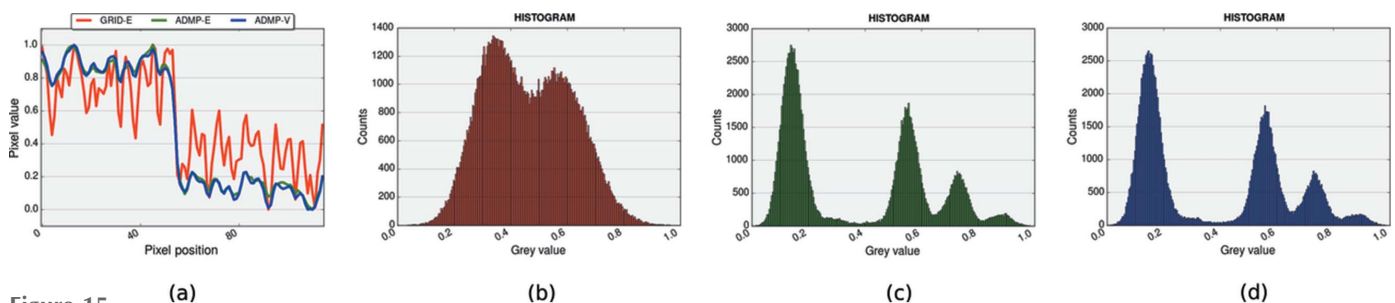 GRID-E ADMP-E ADMP-V
1.0
0.8
0.6
0.4
0.2
0.0
0 40 80
Pixel value
Pixel position
(a)
HISTOGRAM
1400
1200
1000
800
600
400
200
0
0.0 0.2 0.4 0.6 0.8 1.0
Counts
Grey value
(b)
HISTOGRAM
3000
2500
2000
1500
1000
500
0
0.0 0.2 0.4 0.6 0.8 1.0
Counts
Grey value
(c)
HISTOGRAM
3000
2500
2000
1500
1000
500
0
0.0 0.2 0.4 0.6 0.8 1.0
Counts
Grey value
(d)
Figure 15